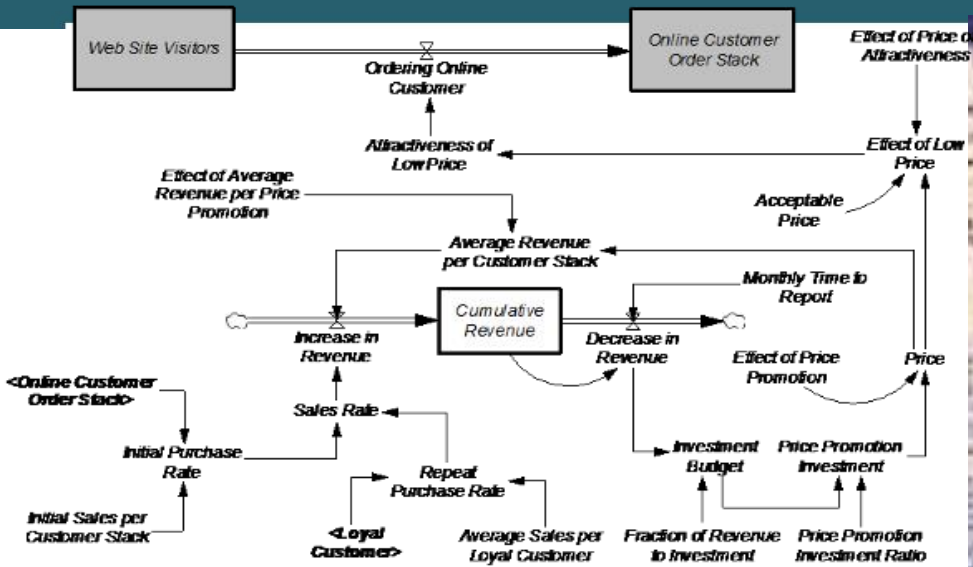 Web Site Visitors
Online Customer
Order Stack
Effect of Price o
Attractiveness
Ordering Online
Customer
Attractiveness of
Low Price
Effect of Low
Price
Effect of Average
Revenue per Price
Promotion
Acceptable
Price
Average Revenue
per Customer Stack
Monthly Time to
Report
Cumulative
Revenue
Increase in
Revenue
Decrease in
Revenue
Effect of Price
Promotion
Price
<Online Customer
Order Stack>
Sales Rate
Initial Purchase
Rate
Repeat
Purchase Rate
Investment
Budget
Price Promotion
Investment
Initial Sales per
Customer Stack
<Loyal
Customer>
Average Sales per
Loyal Customer
Fraction of Revenue
to Investment
Price Promotion
Investment Ratio